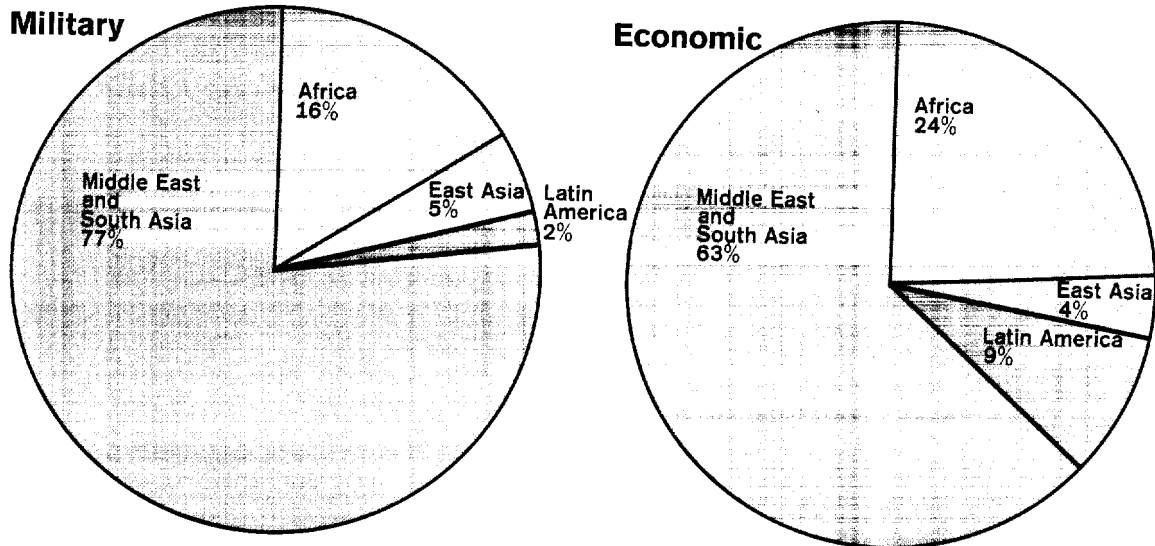 Military
Africa
16%
East Asia
5%
Latin
America
2%
Middle East
and
South Asia
77%
Economic
Africa
24%
East Asia
4%
Latin America
9%
Middle East
and
South Asia
63%